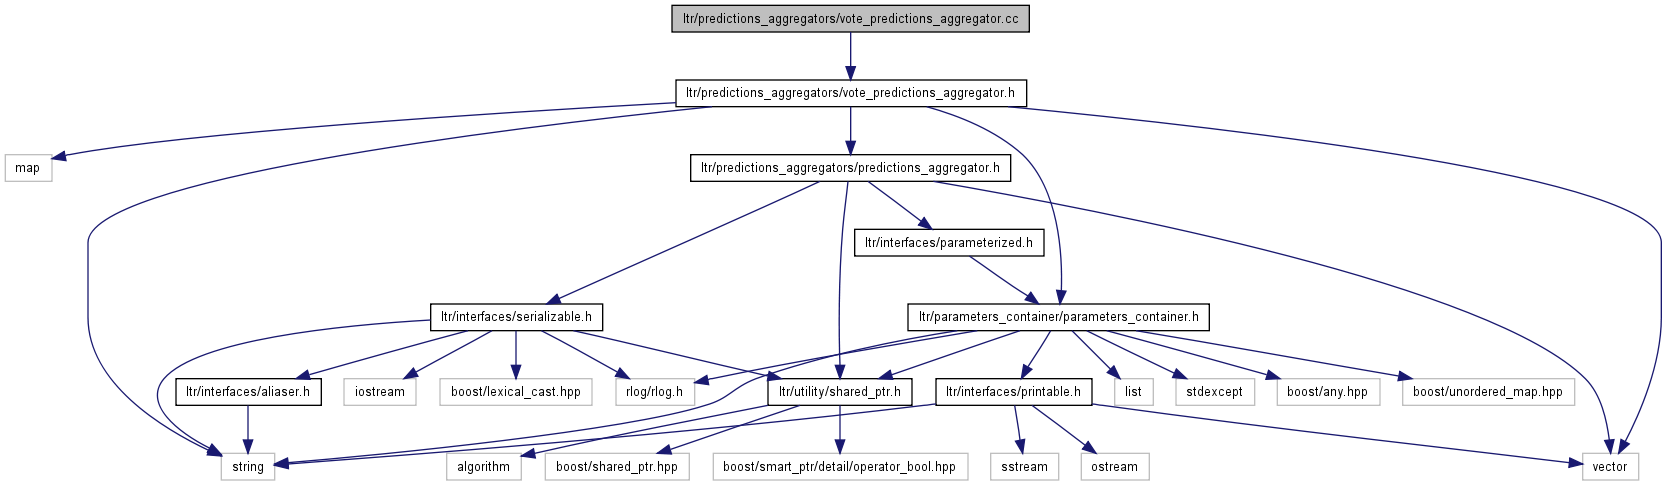 ltr/predictions_aggregators/vote_predictions_aggregator.cc
ltr/predictions_aggregators/vote_predictions_aggregator.h
map
ltr/predictions_aggregators/predictions_aggregator.h
ltr/interfaces/parameterized.h
ltr/interfaces/serializable.h
ltr/parameters_container/parameters_container.h
ltr/interfaces/aliaser.h
iostream
boost/lexical_cast.hpp
rlog/rlog.h
ltr/utility/shared_ptr.h
ltr/interfaces/printable.h
list
stdexcept
boost/any.hpp
boost/unordered_map.hpp
string
algorithm
boost/shared_ptr.hpp
boost/smart_ptr/detail/operator_bool.hpp
sstream
ostream
vector